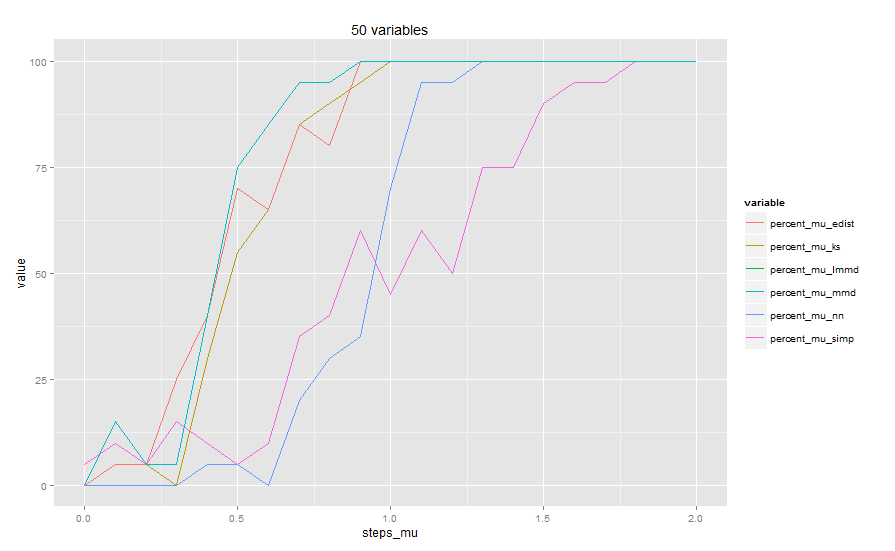 50 variables
100
75
50
25
0
value
0.0
0.5
1.0
1.5
2.0
steps_mu
variable
percent_mu_edist
percent_mu_ks
percent_mu_lmmd
percent_mu_mmd
percent_mu_nn
percent_mu_simp